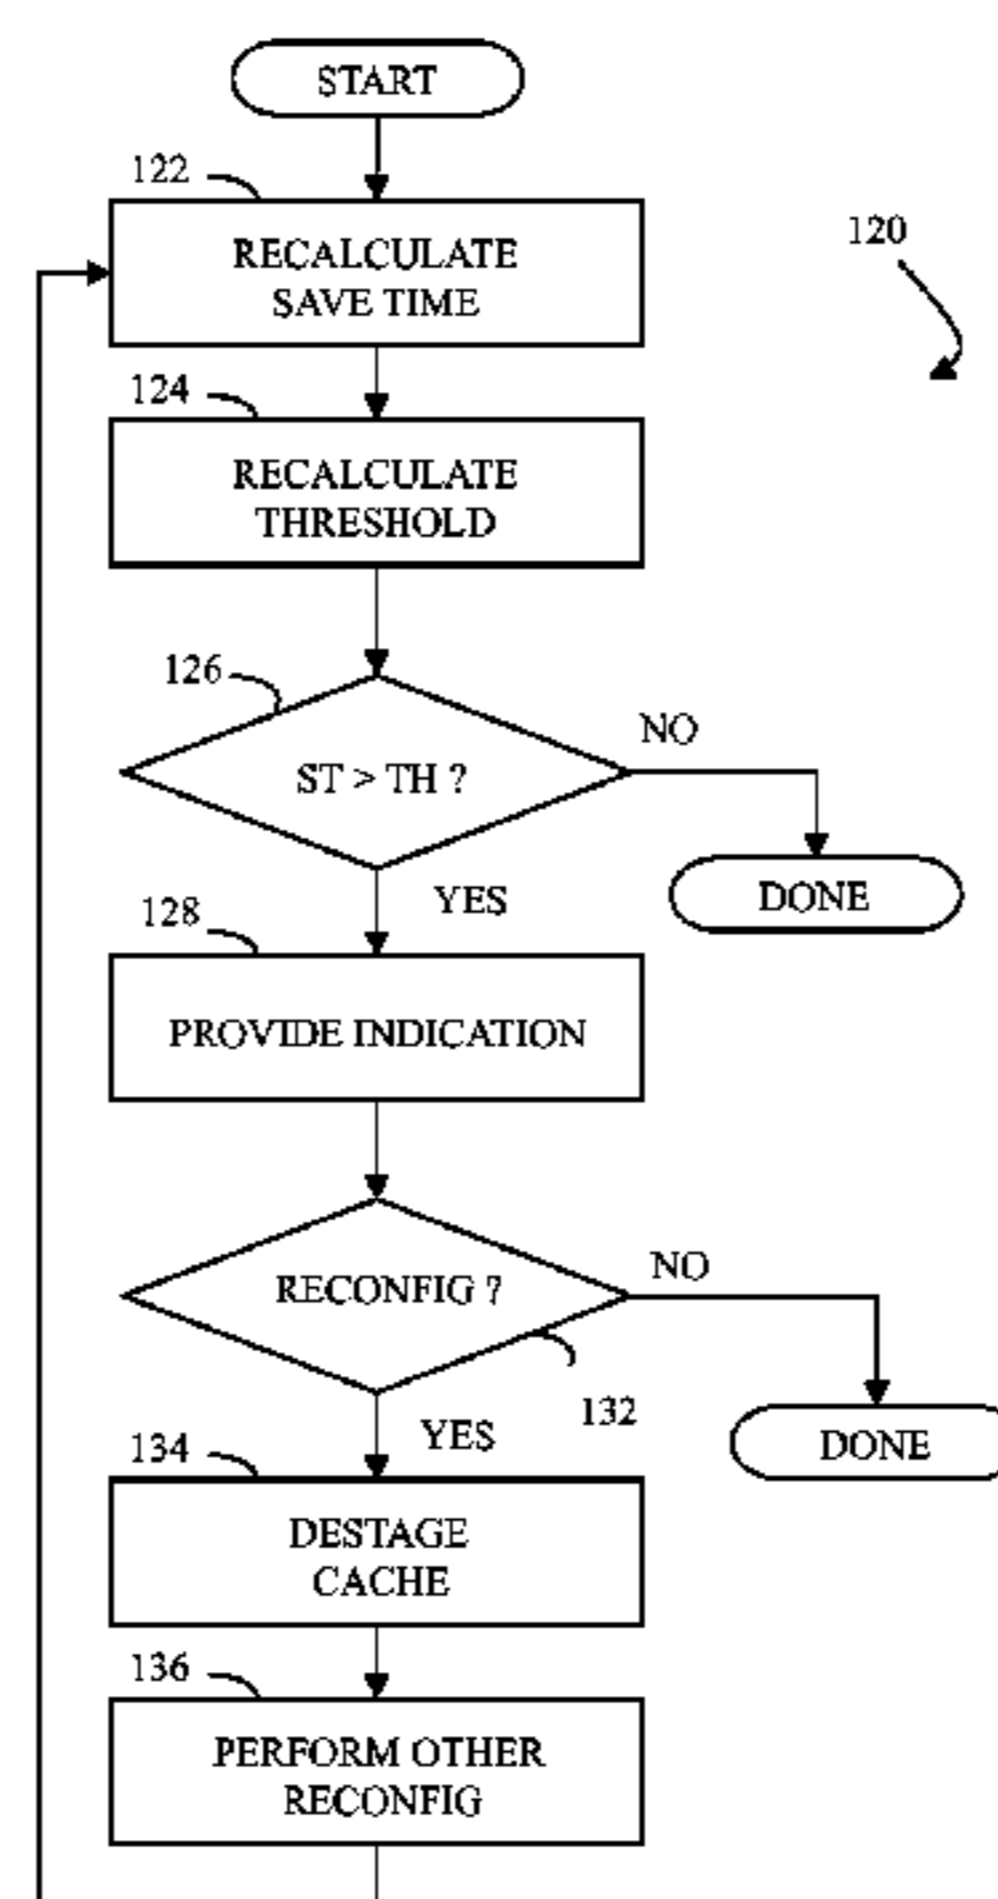 START
122
RECALCULATE
SAVE TIME
120
124
RECALCULATE
THRESHOLD
126
ST > TH ?
NO
DONE
YES
128
PROVIDE INDICATION
RECONFIG ?
NO
132
DONE
YES
134
DESTAGE
CACHE
136
PERFORM OTHER
RECONFIG